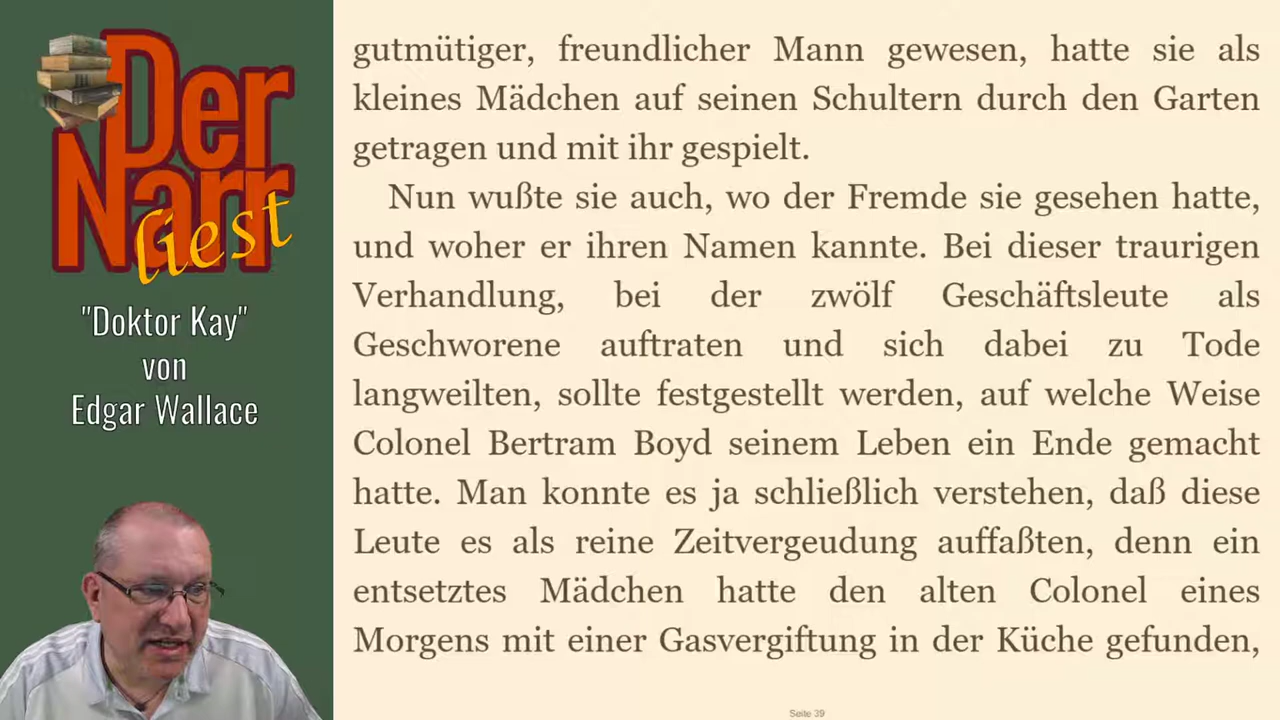 Der
Narr
liest
"Doktor Kay"
von
Edgar Wallace
gutmütiger, freundlicher Mann gewesen, hatte sie als
kleines Mädchen auf seinen Schultern durch den Garten
getragen und mit ihr gespielt.
Nun wußte sie auch, wo der Fremde sie gesehen hatte,
und woher er ihren Namen kannte. Bei dieser traurigen
Verhandlung, bei der zwölf Geschäftsleute als
Geschworene auftraten und sich dabei zu Tode
langweilten, sollte festgestellt werden, auf welche Weise
Colonel Bertram Boyd seinem Leben ein Ende gemacht
hatte. Man konnte es ja schließlich verstehen, daß diese
Leute es als reine Zeitvergeudung auffaßten, denn ein
entsetztes Mädchen hatte den alten Colonel eines
Morgens mit einer Gasvergiftung in der Küche gefunden,
Seite 39